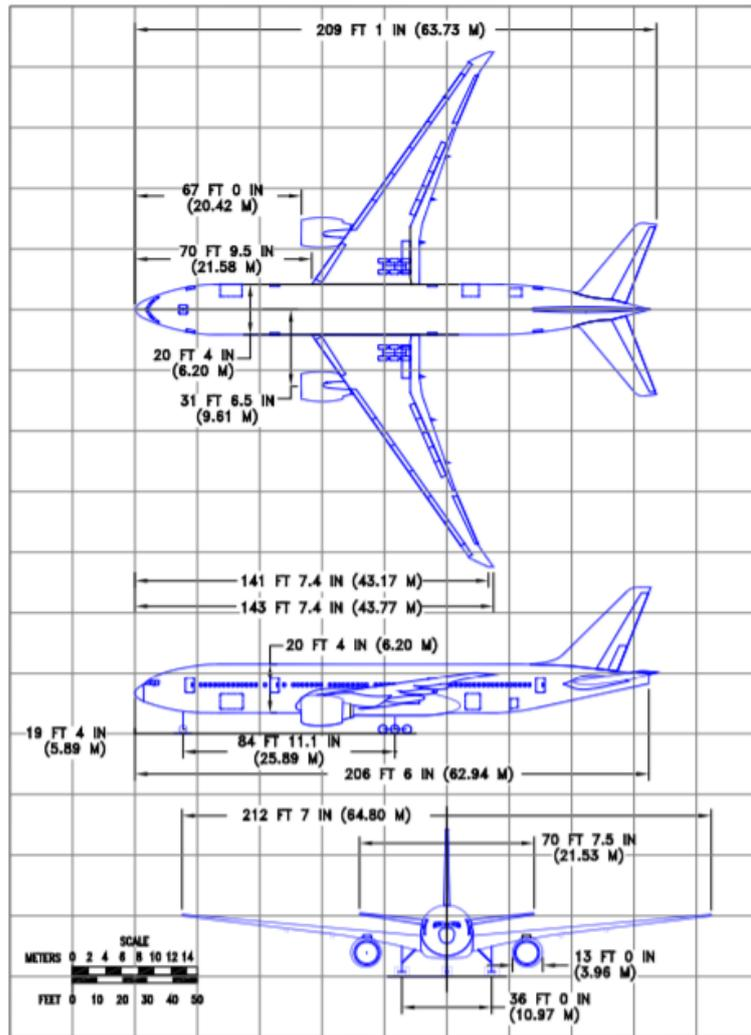 209 FT 1 IN (63.73 M)
67 FT 0 IN
(20.42 M)
70 FT 9.5 IN
(21.58 M)
20 FT 4 IN
(6.20 M)
31 FT 6.5 IN
(9.61 M)
141 FT 7.4 IN (43.17 M)
143 FT 7.4 IN (43.77 M)
20 FT 4 IN (6.20 M)
19 FT 4 IN
(5.89 M)
84 FT 11.1 IN
(25.89 M)
206 FT 6 IN (62.94 M)
212 FT 7 IN (64.80 M)
70 FT 7.5 IN
(21.53 M)
13 FT 0 IN
(3.96 M)
36 FT 0 IN
(10.97 M)
SCALE
METERS 0 2 4 6 8 10 12 14
FEET 0 10 20 30 40 50